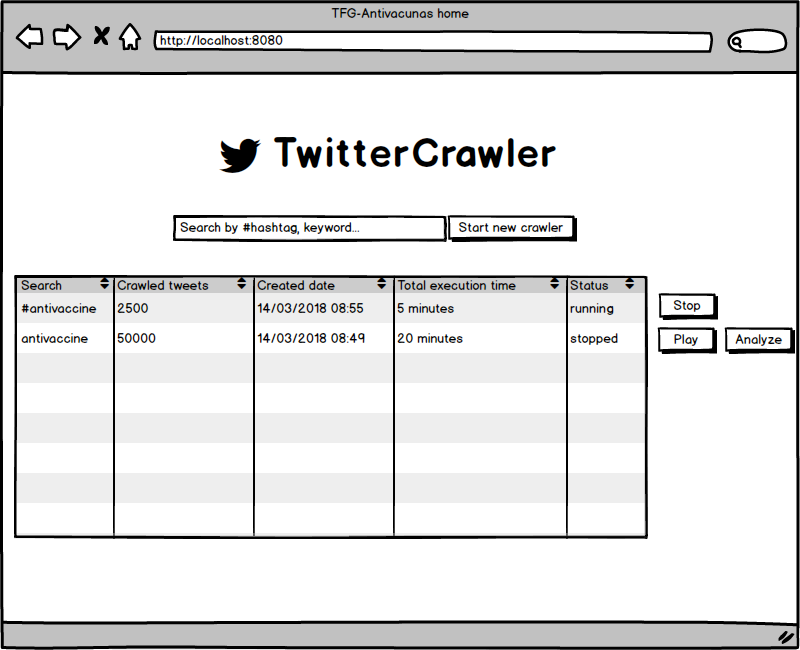 TFG-Antivacunas home
http://localhost:8080
TwitterCrawler
Search by #hashtag, keyword... Start new crawler
Search Crawled tweets Created date Total execution time Status
#antivaccine 2500 14/03/2018 08:55 5 minutes running Stop
antivaccine 50000 14/03/2018 08:49 20 minutes stopped Play Analyze